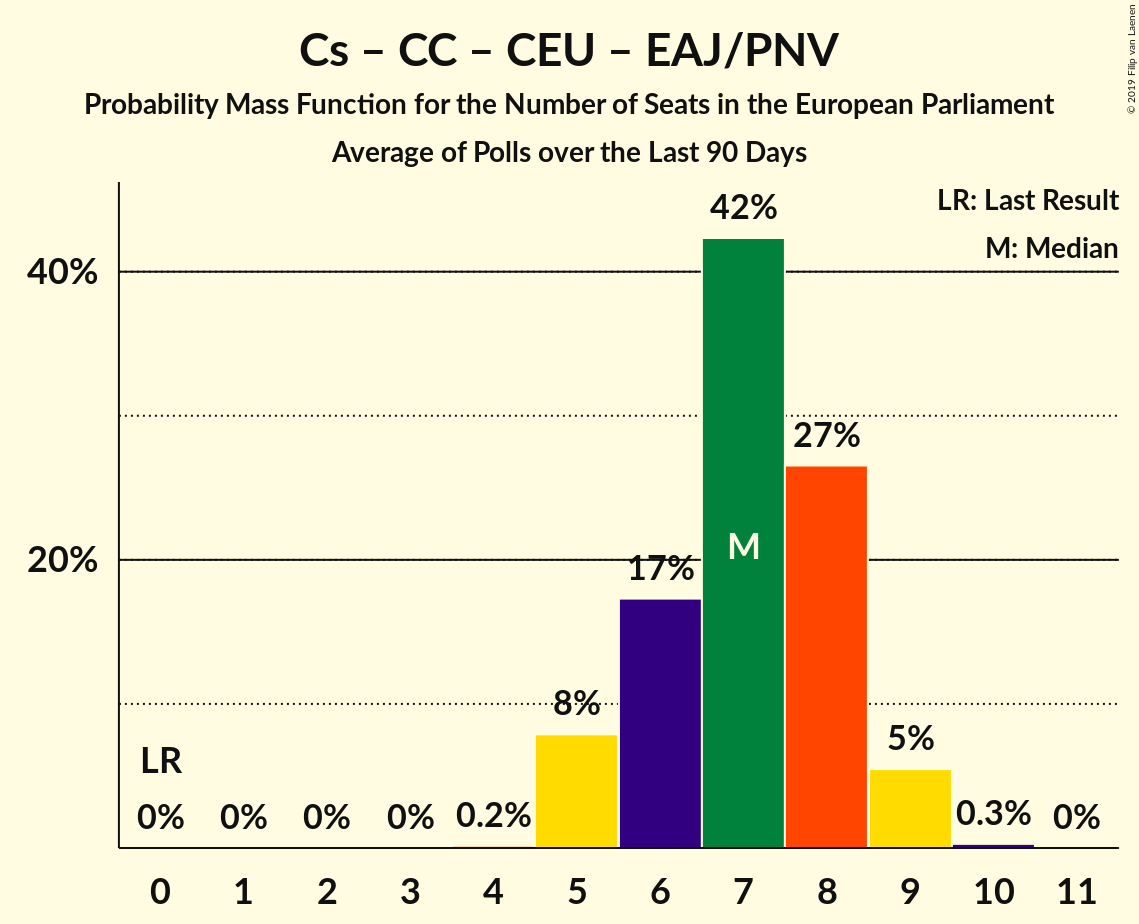 Cs – CC – CEU – EAJ/PNV
Probability Mass Function for the Number of Seats in the European Parliament
Average of Polls over the Last 90 Days
© 2019 Filip van Laenen
LR: Last Result
M: Median
42%
40%
27%
M
20%
17%
8%
5%
LR
0% 0% 0% 0% 0.2% 0.3% 0%
0 1 2 3 4 5 6 7 8 9 10 11